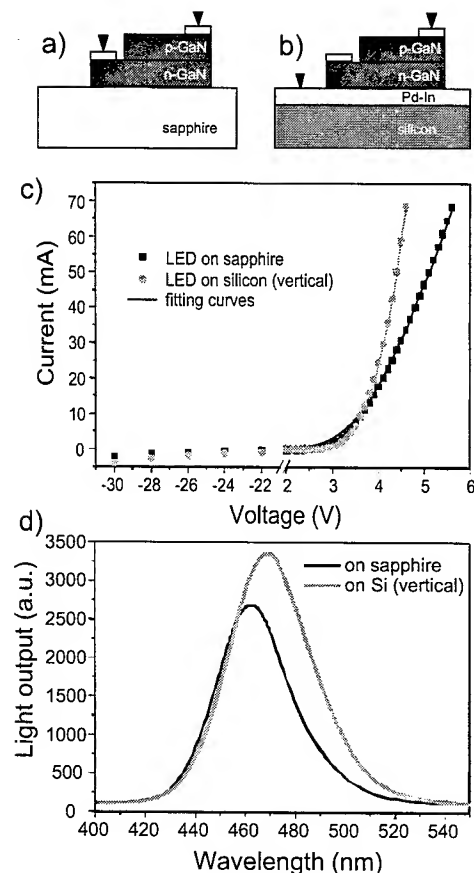 a)
p-GaN
n-GaN
sapphire
b)
p-GaN
n-GaN
Pd-In
silicon
c)
70
60
50
40
30
20
10
0
Current (mA)
LED on sapphire
LED on silicon (vertical)
fitting curves
-30 -28 -26 -24 -22 2 3 4 5 6
Voltage (V)
d)
3500
3000
2500
2000
1500
1000
500
0
Light output (a.u.)
on sapphire
on Si (vertical)
400 420 440 460 480 500 520 540
Wavelength (nm)